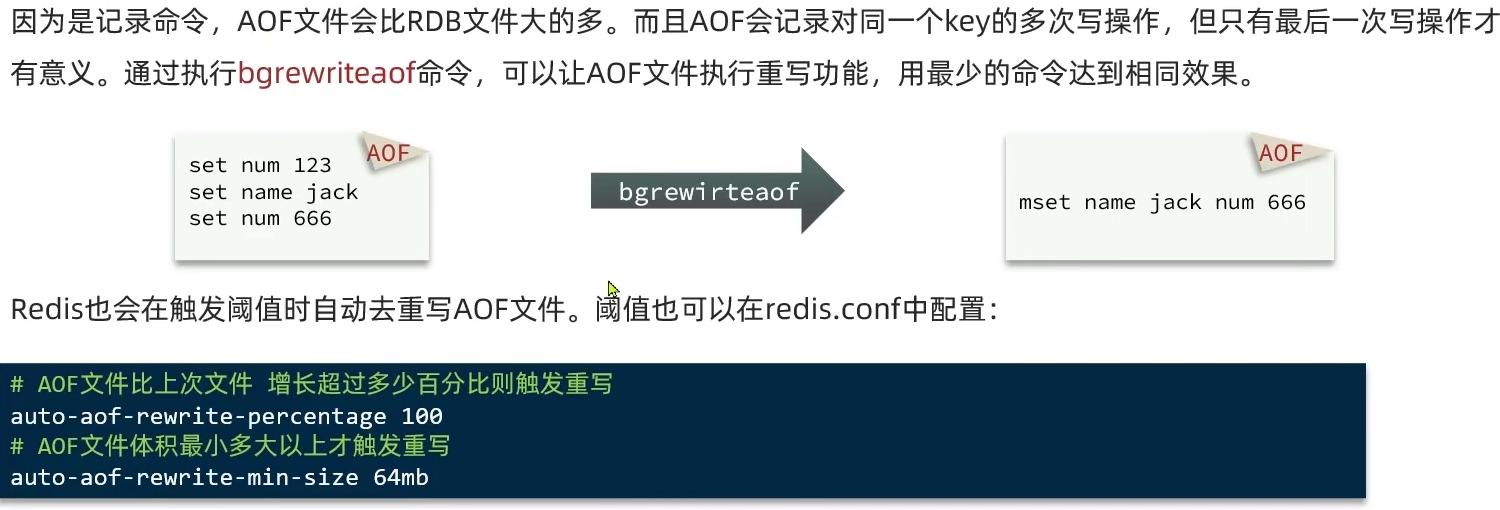 因为是记录命令，AOF文件会比RDB文件大的多。而且AOF会记录对同一个key的多次写操作，但只有最后一次写操作才
有意义。通过执行bgrewriteaof命令，可以让AOF文件执行重写功能，用最少的命令达到相同效果。
AOF
set num 123
set name jack
set num 666
bgrewirteaof
AOF
mset name jack num 666
Redis也会在触发阈值时自动去重写AOF文件。阈值也可以在redis.conf中配置：
# AOF文件比上次文件 增长超过多少百分比则触发重写
auto-aof-rewrite-percentage 100
# AOF文件体积最小多大以上才触发重写
auto-aof-rewrite-min-size 64mb